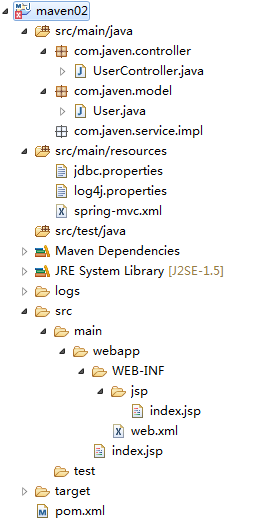 maven02
src/main/java
com.javen.controller
UserController.java
com.javen.model
User.java
com.javen.service.impl
src/main/resources
jdbc.properties
log4j.properties
spring-mvc.xml
src/test/java
Maven Dependencies
JRE System Library [J2SE-1.5]
logs
src
main
webapp
WEB-INF
jsp
index.jsp
web.xml
index.jsp
test
target
pom.xml